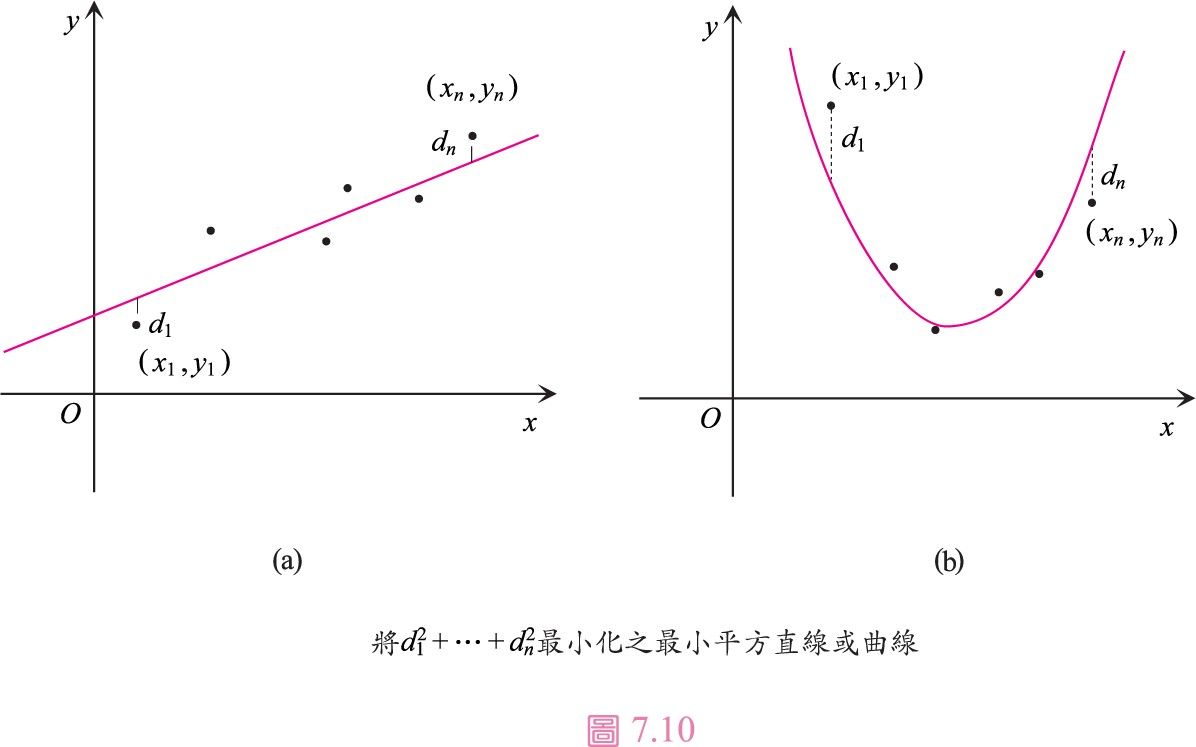 y
(xₙ, yₙ)
dₙ
d₁
(x₁, y₁)
O
x
(a)
y
(x₁, y₁)
d₁
dₙ
(xₙ, yₙ)
O
x
(b)
將d₁²+⋯+dₙ²最小化之最小平方直線或曲線
圖 7.10